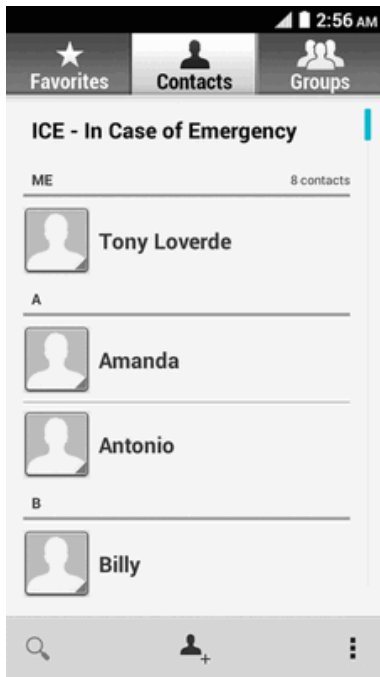 2:56 AM
Favorites Contacts Groups
ICE - In Case of Emergency
ME 8 contacts
Tony Loverde
A
Amanda
Antonio
B
Billy